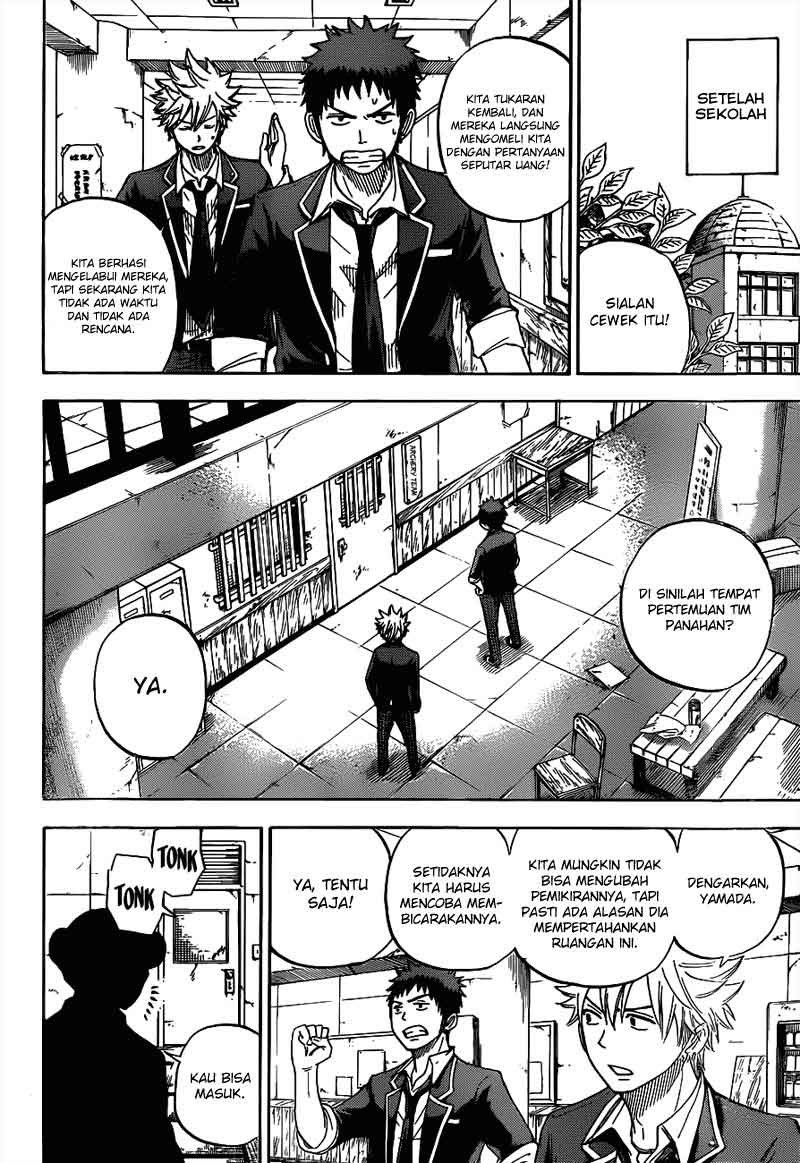 SETELAH
SEKOLAH
SIALAN
CEWEK ITU!
KITA TUKARAN
KEMBALI, DAN
MEREKA LANGSUNG
MENGOMELI KITA
DENGAN PERTANYAAN
SEPUTAR UANG!
KITA BERHASI
MENGELABUI MEREKA,
TAPI SEKARANG KITA
TIDAK ADA WAKTU
DAN TIDAK ADA
RENCANA.
ARCHERY TEAM
DI SINILAH TEMPAT
PERTEMUAN TIM
PANAHAN?
YA.
DENGARKAN,
YAMADA.
KITA MUNGKIN TIDAK
BISA MENGUBAH
PEMIKIRANNYA, TAPI
PASTI ADA ALASAN DIA
MEMPERTAHANKAN
RUANGAN INI.
SETIDAKNYA
KITA HARUS
MENCOBA MEM-
BICARAKANNYA.
YA, TENTU
SAJA!
TONK
TONK
KAU BISA
MASUK.